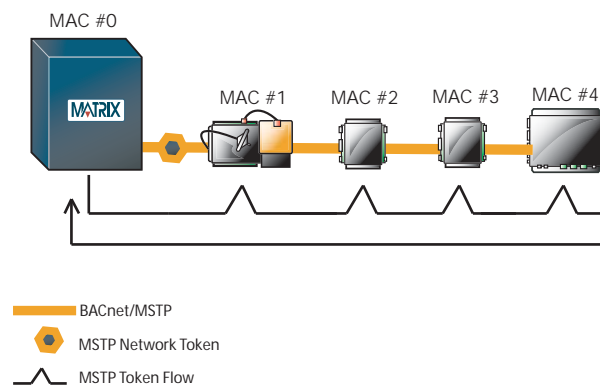 MAC #0
MATRIX
MAC #1
MAC #2
MAC #3
MAC #4
BACnet/MSTP
MSTP Network Token
MSTP Token Flow